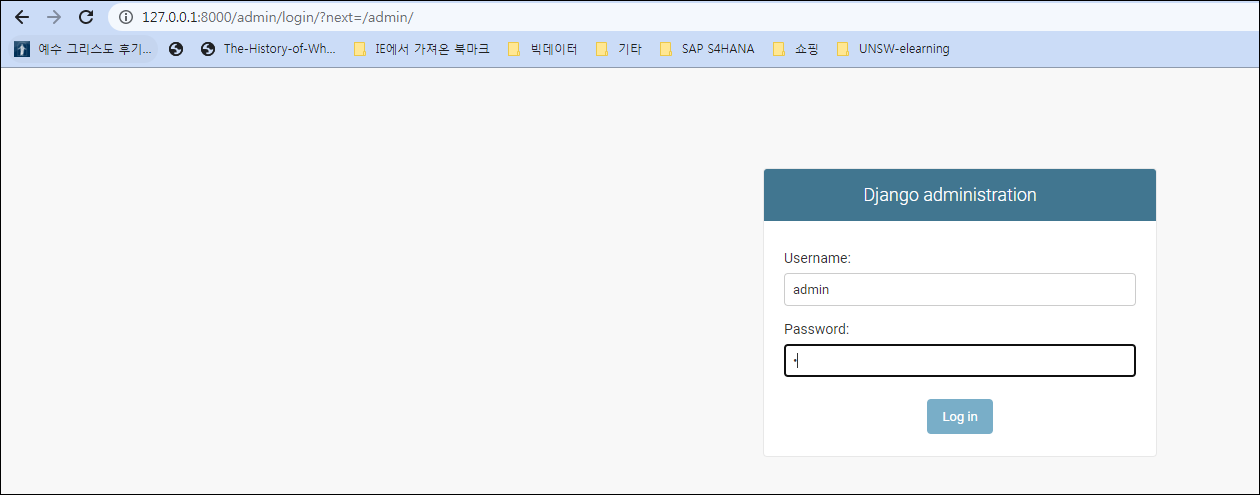 127.0.0.1:8000/admin/login/?next=/admin/
예수 그리스도 후기... The-History-of-Wh... IE에서 가져온 북마크 빅데이터 기타 SAP S4HANA 쇼핑 UNSW-elearning
Django administration
Username:
admin
Password:
Log in